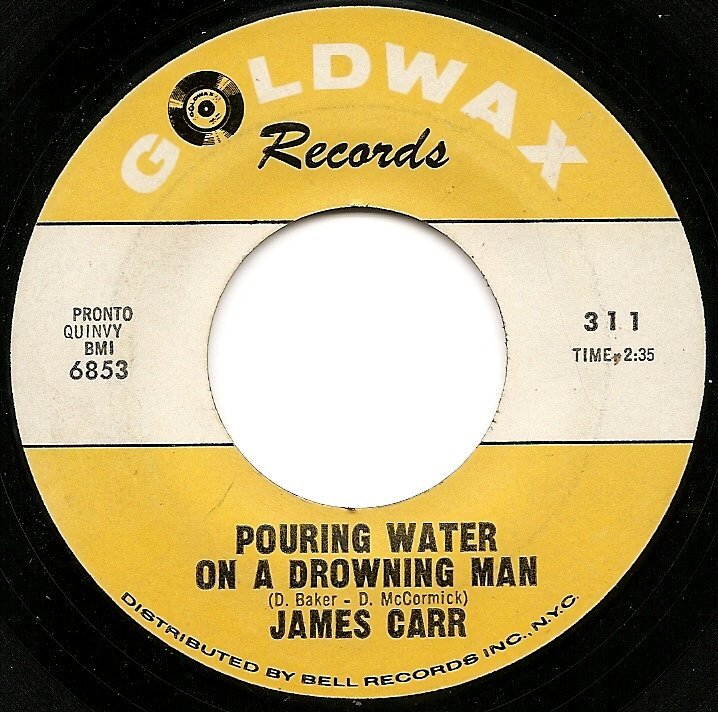 GOLDWAX
GOLDWAX
Records
PRONTO
QUINVY
BMI
6853
311
TIME, 2:35
POURING WATER
ON A DROWNING MAN
(D. Baker - D. McCormick)
JAMES CARR
DISTRIBUTED BY BELL RECORDS INC., N.Y.C.